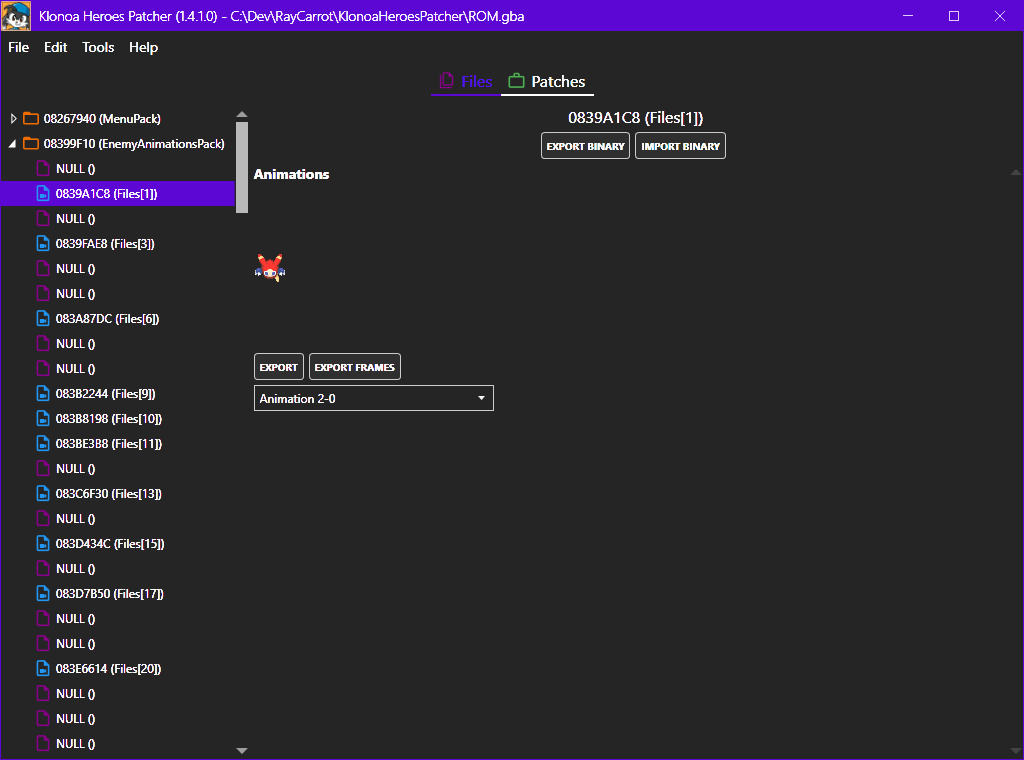 Klonoa Heroes Patcher (1.4.1.0) - C:\Dev\RayCarrot\KlonoaHeroesPatcher\ROM.gba
File Edit Tools Help
Files Patches
08267940 (MenuPack)
08399F10 (EnemyAnimationsPack)
NULL ()
0839A1C8 (Files[1])
NULL ()
0839FAE8 (Files[3])
NULL ()
NULL ()
083A87DC (Files[6])
NULL ()
NULL ()
083B2244 (Files[9])
083B8198 (Files[10])
083BE3B8 (Files[11])
NULL ()
083C6F30 (Files[13])
NULL ()
083D434C (Files[15])
NULL ()
083D7B50 (Files[17])
NULL ()
NULL ()
083E6614 (Files[20])
NULL ()
NULL ()
NULL ()
0839A1C8 (Files[1])
EXPORT BINARY IMPORT BINARY
Animations
EXPORT EXPORT FRAMES
Animation 2-0